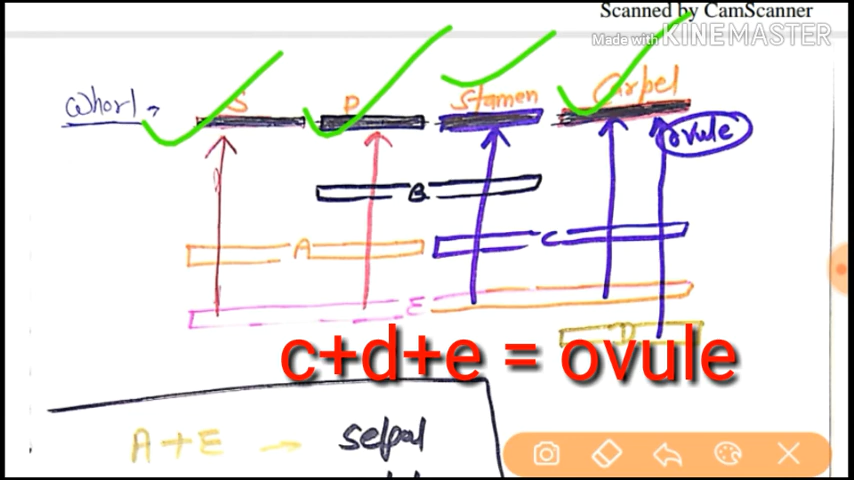 Scanned by CamScanner
Made with KINEMASTER
Whorl S P Stamen Carpel
ovule
B
A C
E
D
c+d+e = ovule
A + E → selpal